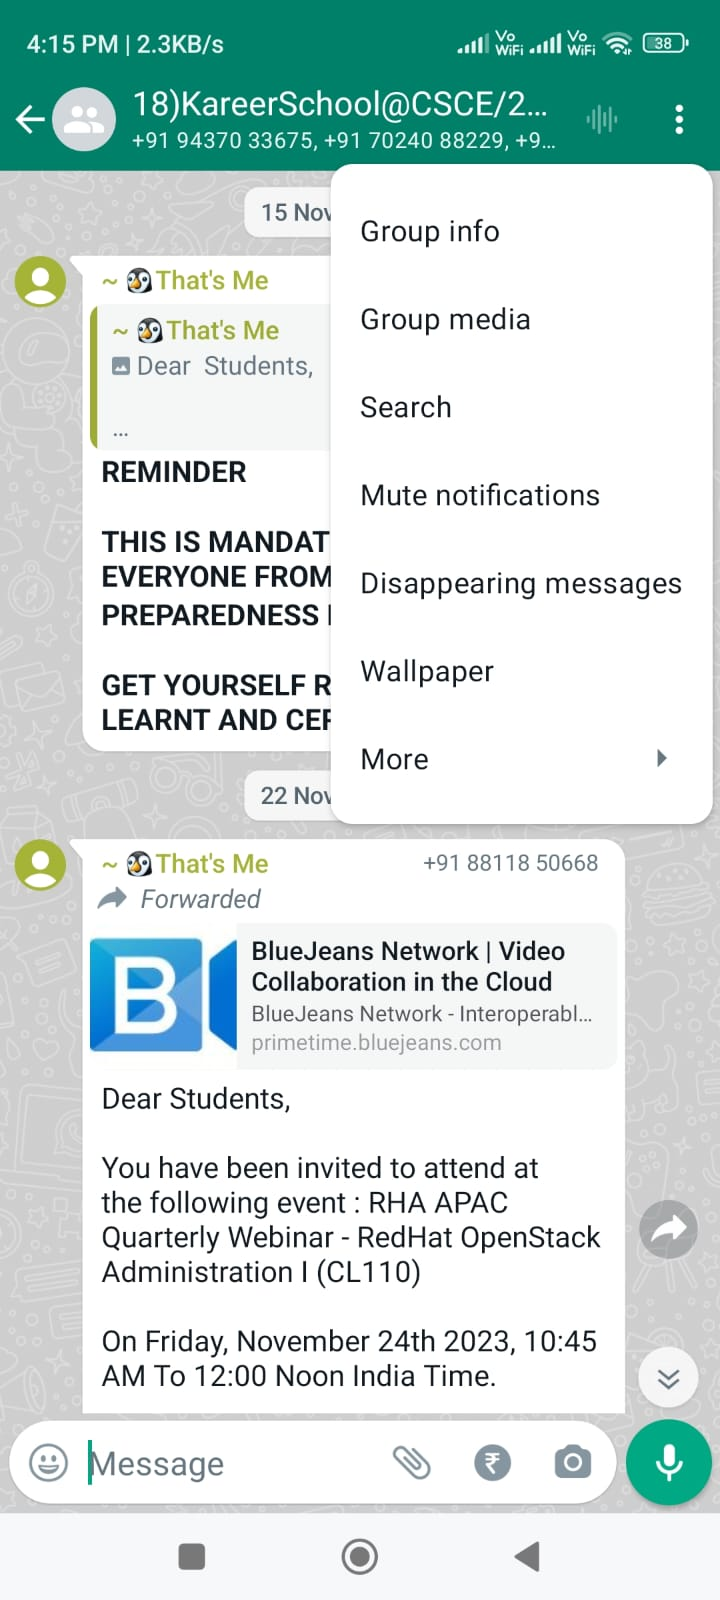 4:15 PM | 2.3KB/s
Vo WiFi Vo WiFi 38
18)KareerSchool@CSCE/2...
+91 94370 33675, +91 70240 88229, +9...
15 Nov
Group info
Group media
Search
Mute notifications
Disappearing messages
Wallpaper
More
~ 🐧That's Me
~ 🐧That's Me
Dear Students,
...
REMINDER
THIS IS MANDAT
EVERYONE FROM
PREPAREDNESS
GET YOURSELF R
LEARNT AND CER
22 Nov
~ 🐧That's Me +91 88118 50668
Forwarded
B
BlueJeans Network | Video
Collaboration in the Cloud
BlueJeans Network - Interoperabl...
primetime.bluejeans.com
Dear Students,
You have been invited to attend at
the following event : RHA APAC
Quarterly Webinar - RedHat OpenStack
Administration I (CL110)
On Friday, November 24th 2023, 10:45
AM To 12:00 Noon India Time.
Message
₹